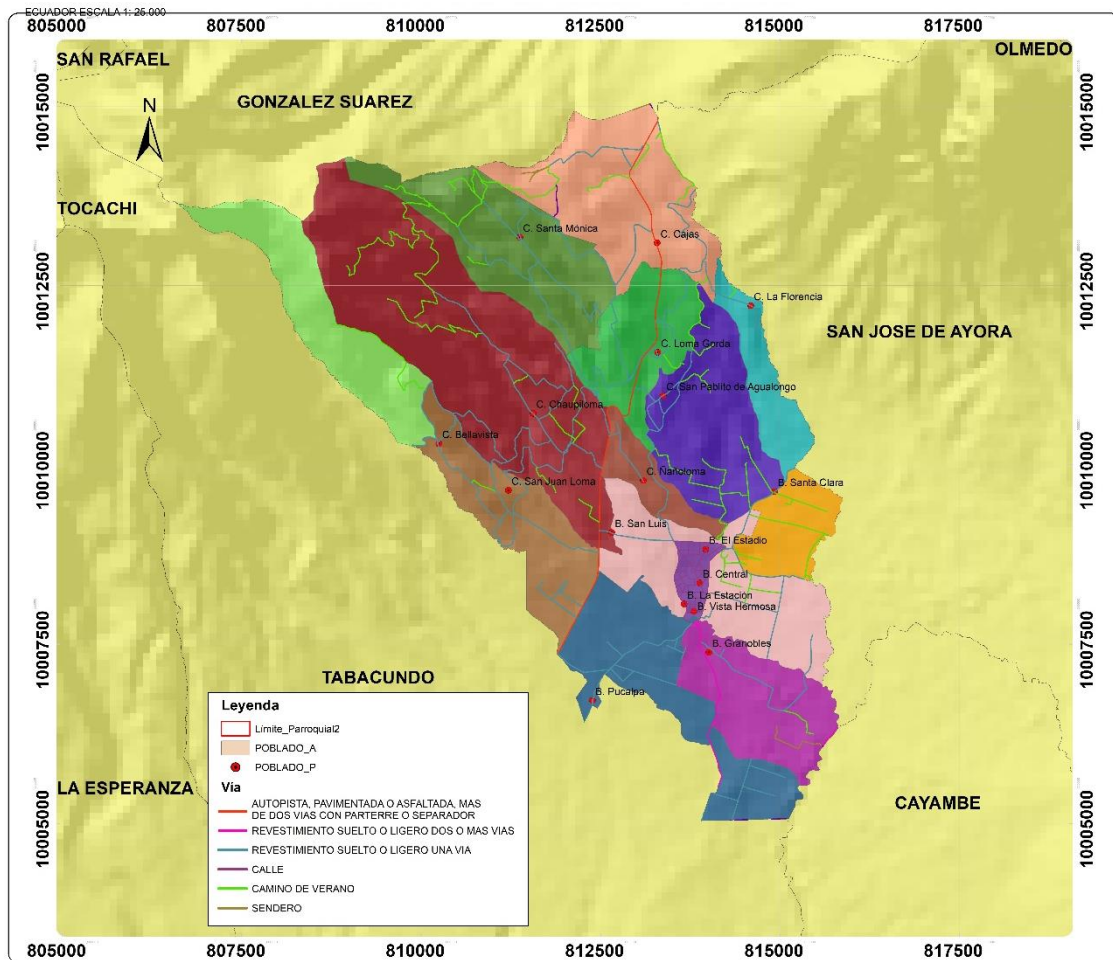 ECUADOR ESCALA 1: 25.000
805000 807500 810000 812500 815000 817500
SAN RAFAEL
OLMEDO
GONZALEZ SUAREZ
N
10015000
10015000
TOCACHI
C. Santa Mónica
C. Cajas
10012500
10012500
C. La Florencia
SAN JOSE DE AYORA
C. Loma Gorda
C. San Pablito de Agualongo
C. Chaupiloma
C. Bellavista
10010000
10010000
C. Ñañoloma
C. San Juan Loma
B. Santa Clara
B. San Luis
B. El Estadio
B. Central
B. La Estación
B. Vista Hermosa
10007500
10007500
B. Granobles
TABACUNDO
B. Pucalpa
Leyenda
Límite_Parroquial2
POBLADO_A
POBLADO_P
Vía
AUTOPISTA, PAVIMENTADA O ASFALTADA, MAS
DE DOS VIAS CON PARTERRE O SEPARADOR
REVESTIMIENTO SUELTO O LIGERO DOS O MAS VIAS
REVESTIMIENTO SUELTO O LIGERO UNA VIA
CALLE
CAMINO DE VERANO
SENDERO
LA ESPERANZA
CAYAMBE
10005000
10005000
805000 807500 810000 812500 815000 817500